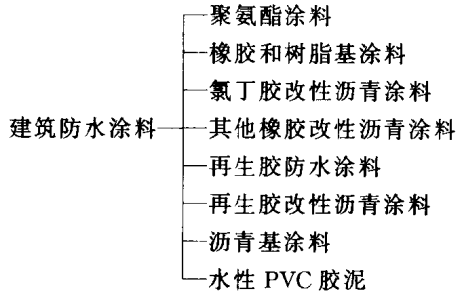 聚氨酯涂料
橡胶和树脂基涂料
氯丁胶改性沥青涂料
建筑防水涂料
其他橡胶改性沥青涂料
再生胶防水涂料
再生胶改性沥青涂料
沥青基涂料
水性 PVC 胶泥